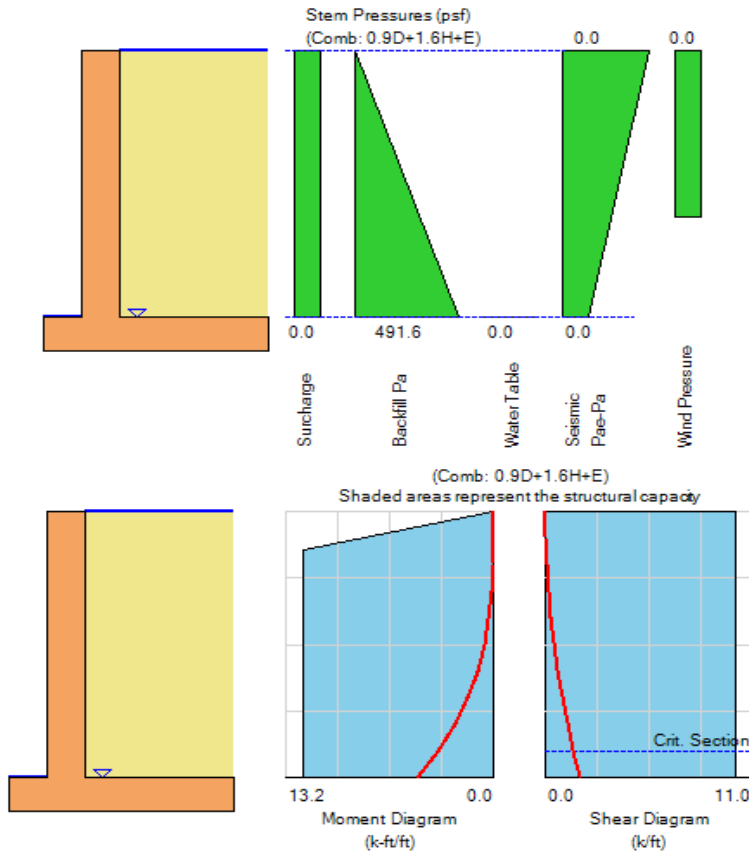 Stem Pressures (psf)
(Comb: 0.9D+1.6H+E)
0.0
0.0
0.0
491.6
0.0
0.0
Surcharge
Backfill Pa
Water Table
Seismic
Pae-Pa
Wind Pressure
(Comb: 0.9D+1.6H+E)
Shaded areas represent the structural capacity
Crit. Section
13.2
0.0
0.0
11.0
Moment Diagram
(k-ft/ft)
Shear Diagram
(k/ft)